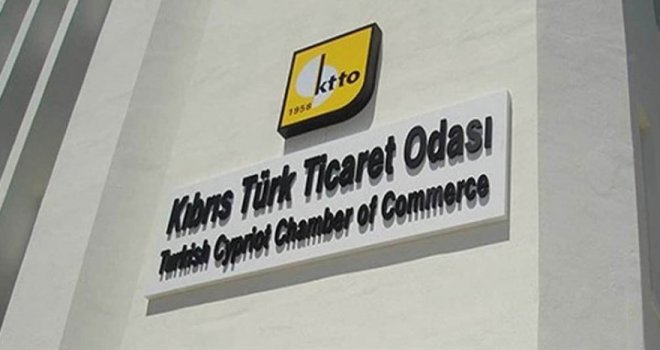 ktto
1958
Kıbrıs Türk Ticaret Odası
Turkish Cypriot Chamber of Commerce